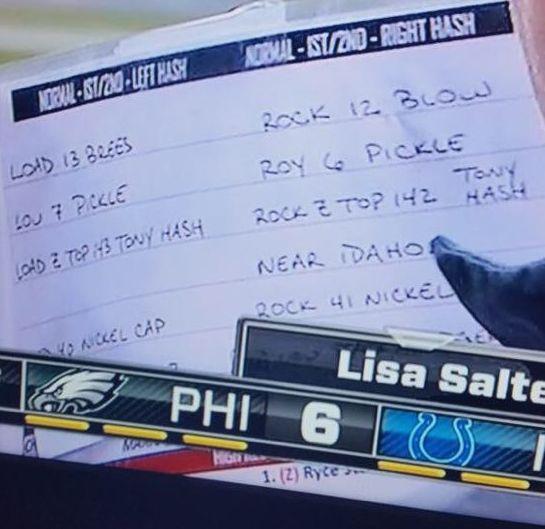 NORMAL - 1ST/2ND - LEFT HASH
NORMAL - 1ST/2ND - RIGHT HASH
ROCK 12 BLOW
LOAD 13 BREES
ROY 6 PICKLE
LOU 7 PICKLE
ROCK Z TOP 142 TONY HASH
LOAD Z TOP 143 TONY HASH
NEAR IDAHO
ROCK 41 NICKEL
40 NICKEL CAP
Lisa Salte
PHI 6
1. (2) Ryce